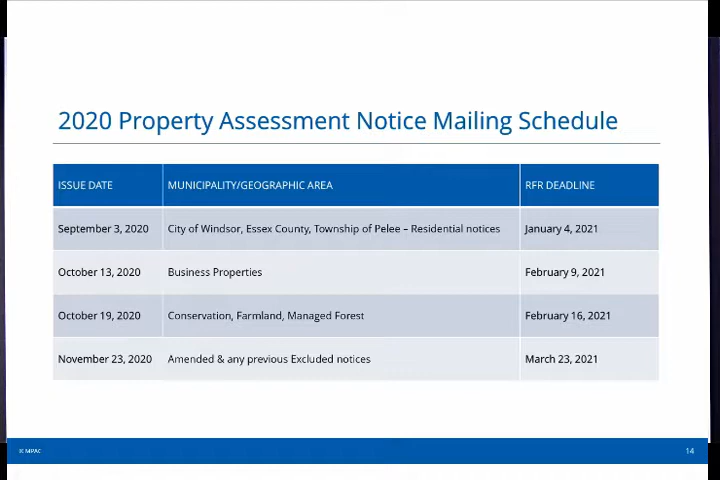 2020 Property Assessment Notice Mailing Schedule
ISSUE DATE MUNICIPALITY/GEOGRAPHIC AREA RFR DEADLINE
September 3, 2020 City of Windsor, Essex County, Township of Pelee – Residential notices January 4, 2021
October 13, 2020 Business Properties February 9, 2021
October 19, 2020 Conservation, Farmland, Managed Forest February 16, 2021
November 23, 2020 Amended & any previous Excluded notices March 23, 2021
© MPAC 14